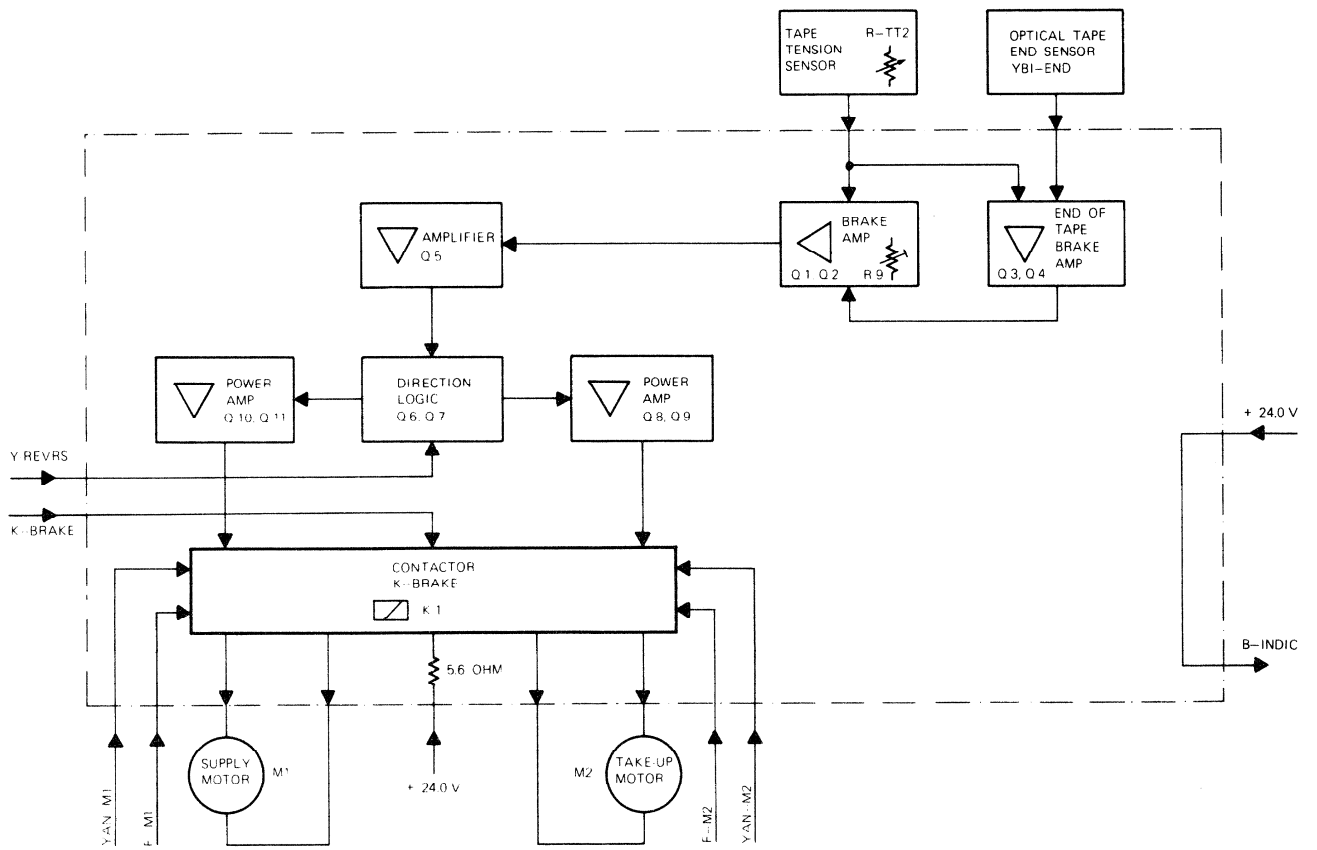 TAPE R-TT2
TENSION
SENSOR
OPTICAL TAPE
END SENSOR
YBI-END
AMPLIFIER
Q5
BRAKE
AMP
Q1, Q2 R9
END OF
TAPE
BRAKE
AMP
Q3, Q4
POWER
AMP
Q10, Q11
DIRECTION
LOGIC
Q6, Q7
POWER
AMP
Q8, Q9
+ 24.0 V
Y REVRS
K-BRAKE
CONTACTOR
K-BRAKE
K1
B-INDIC
5.6 OHM
SUPPLY
MOTOR
M1
+ 24.0 V
M2
TAKE-UP
MOTOR
YAN M1
F M1
F-M2
YAN-M2